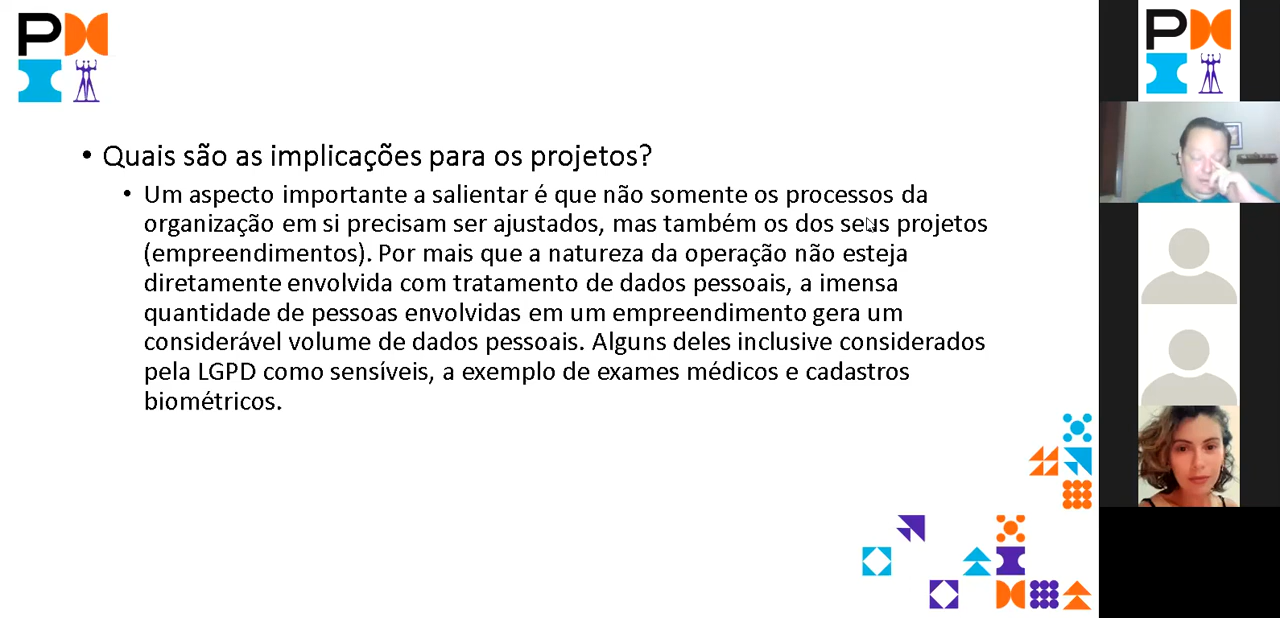 PMI
• Quais são as implicações para os projetos?
• Um aspecto importante a salientar é que não somente os processos da
organização em si precisam ser ajustados, mas também os dos seus projetos
(empreendimentos). Por mais que a natureza da operação não esteja
diretamente envolvida com tratamento de dados pessoais, a imensa
quantidade de pessoas envolvidas em um empreendimento gera um
considerável volume de dados pessoais. Alguns deles inclusive considerados
pela LGPD como sensíveis, a exemplo de exames médicos e cadastros
biométricos.
PMI